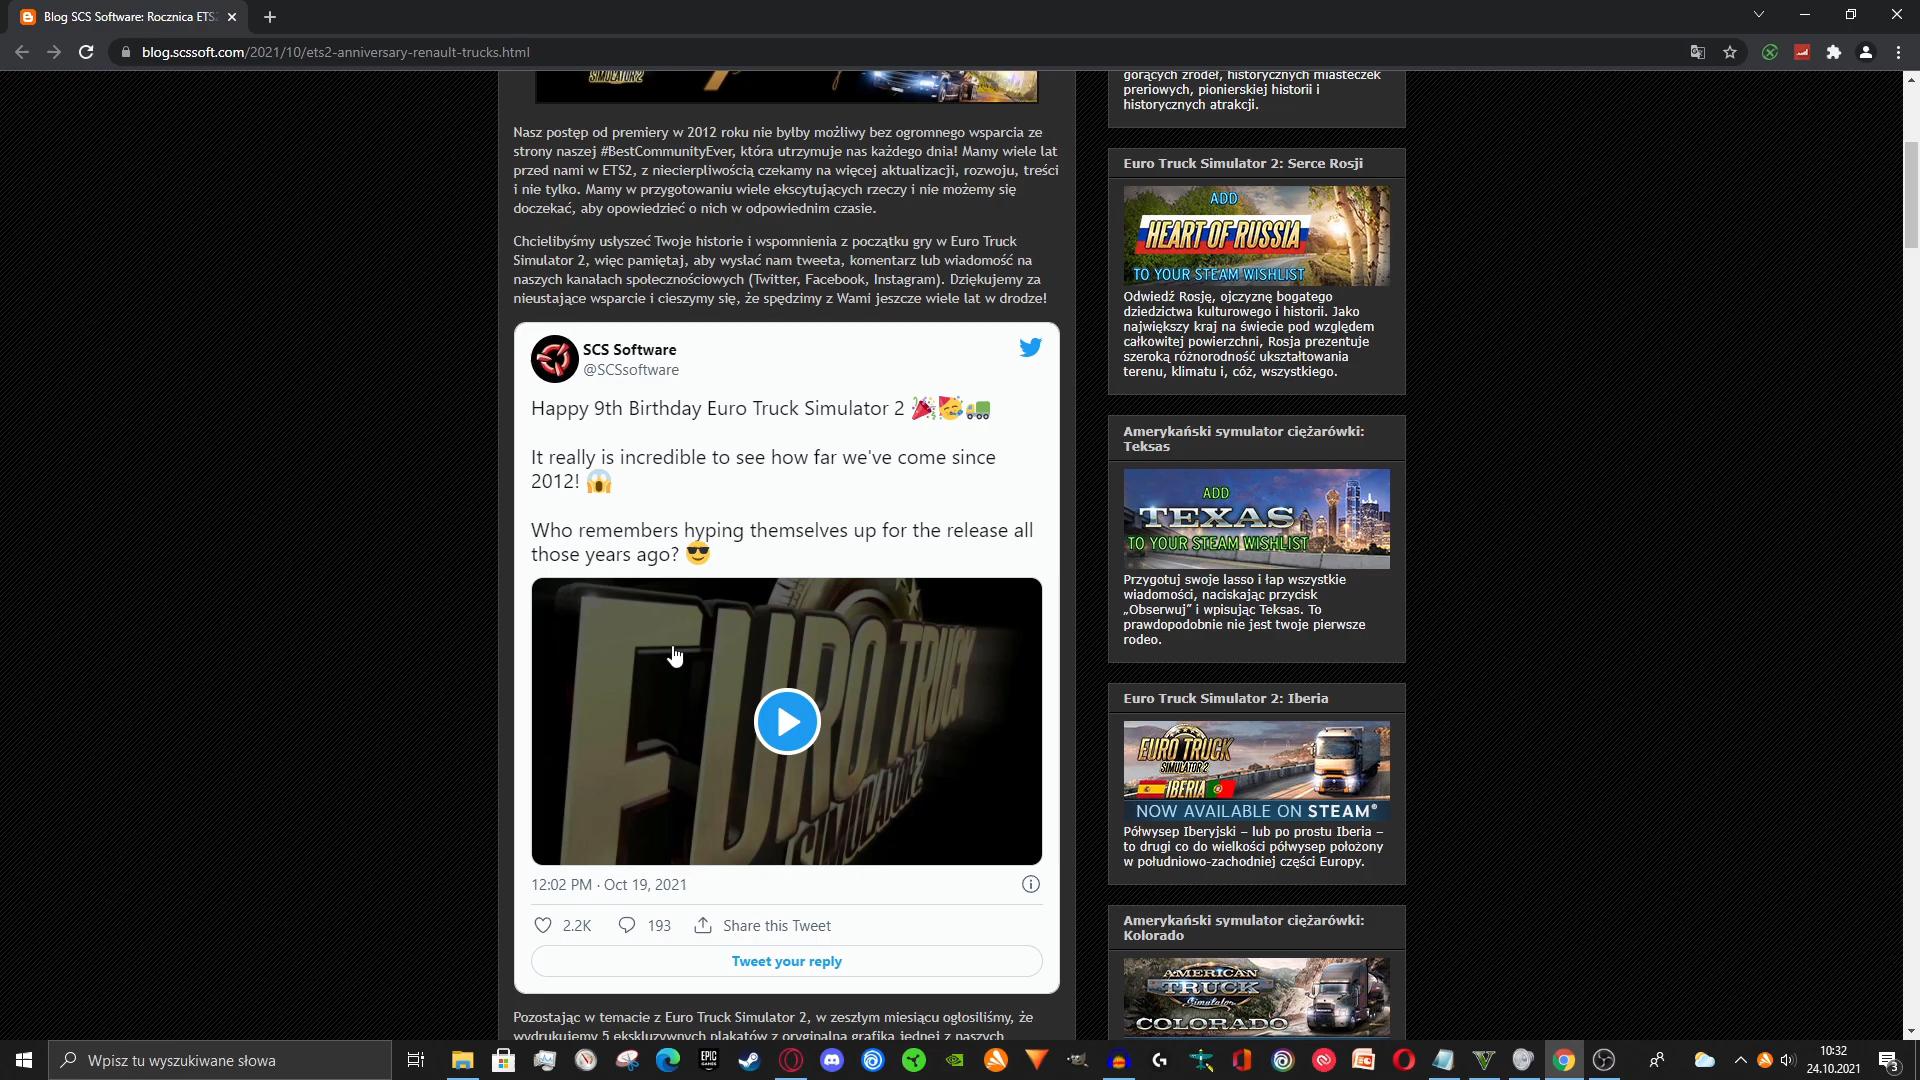 Blog SCS Software: Rocznica ETS2
blog.scssoft.com/2021/10/ets2-anniversary-renault-trucks.html
SIMULATOR 2
Nasz postęp od premiery w 2012 roku nie byłby możliwy bez ogromnego wsparcia ze
strony naszej #BestCommunityEver, która utrzymuje nas każdego dnia! Mamy wiele lat
przed nami w ETS2, z niecierpliwością czekamy na więcej aktualizacji, rozwoju, treści
i nie tylko. Mamy w przygotowaniu wiele ekscytujących rzeczy i nie możemy się
doczekać, aby opowiedzieć o nich w odpowiednim czasie.
Chcielibyśmy usłyszeć Twoje historie i wspomnienia z początku gry w Euro Truck
Simulator 2, więc pamiętaj, aby wysłać nam tweeta, komentarz lub wiadomość na
naszych kanałach społecznościowych (Twitter, Facebook, Instagram). Dziękujemy za
nieustające wsparcie i cieszymy się, że spędzimy z Wami jeszcze wiele lat w drodze!
SCS Software
@SCSsoftware
Happy 9th Birthday Euro Truck Simulator 2 🎉🥳🚛
It really is incredible to see how far we've come since
2012! 😱
Who remembers hyping themselves up for the release all
those years ago? 😎
EURO TRUCK
SIMULATOR 2
12:02 PM · Oct 19, 2021
2.2K 193 Share this Tweet
Tweet your reply
Pozostając w temacie z Euro Truck Simulator 2, w zeszłym miesiącu ogłosiliśmy, że
wydrukujemy 5 ekskluzywnych plakatów z oryginalną grafiką jednej z naszych
gorących źródeł, historycznych miasteczek
preriowych, pionierskiej historii i
historycznych atrakcji.
Euro Truck Simulator 2: Serce Rosji
ADD
HEART OF RUSSIA
TO YOUR STEAM WISHLIST
Odwiedź Rosję, ojczyznę bogatego
dziedzictwa kulturowego i historii. Jako
największy kraj na świecie pod względem
całkowitej powierzchni, Rosja prezentuje
szeroką różnorodność ukształtowania
terenu, klimatu i, cóż, wszystkiego.
Amerykański symulator ciężarówki:
Teksas
ADD
TEXAS
TO YOUR STEAM WISHLIST
Przygotuj swoje lasso i łap wszystkie
wiadomości, naciskając przycisk
„Obserwuj” i wpisując Teksas. To
prawdopodobnie nie jest twoje pierwsze
rodeo.
Euro Truck Simulator 2: Iberia
EURO TRUCK
SIMULATOR 2
IBERIA
NOW AVAILABLE ON STEAM®
Półwysep Iberyjski – lub po prostu Iberia –
to drugi co do wielkości półwysep położony
w południowo-zachodniej części Europy.
Amerykański symulator ciężarówki:
Kolorado
AMERICAN
TRUCK
Simulator
COLORADO
Wpisz tu wyszukiwane słowa
EPIC
GAMES
10:32
24.10.2021
3